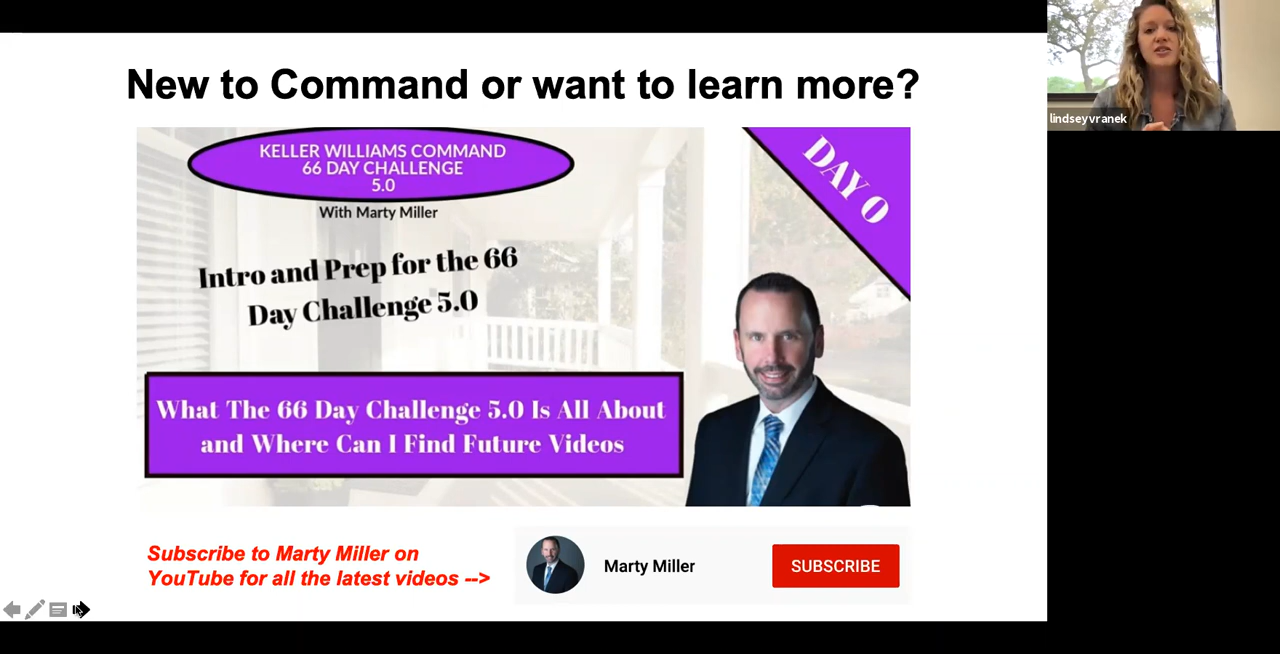 New to Command or want to learn more?
KELLER WILLIAMS COMMAND
66 DAY CHALLENGE
5.0
With Marty Miller
DAY 0
Intro and Prep for the 66
Day Challenge 5.0
What The 66 Day Challenge 5.0 Is All About
and Where Can I Find Future Videos
Subscribe to Marty Miller on
YouTube for all the latest videos -->
Marty Miller
SUBSCRIBE
lindseyvranek